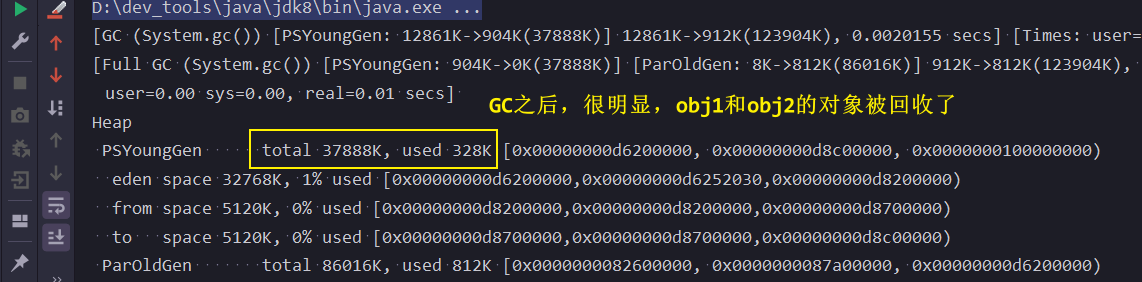 D:\dev_tools\java\jdk8\bin\java.exe ...
[GC (System.gc()) [PSYoungGen: 12861K->904K(37888K)] 12861K->912K(123904K), 0.0020155 secs] [Times: user=
[Full GC (System.gc()) [PSYoungGen: 904K->0K(37888K)] [ParOldGen: 8K->812K(86016K)] 912K->812K(123904K),
user=0.00 sys=0.00, real=0.01 secs]
GC之后，很明显，obj1和obj2的对象被回收了
Heap
PSYoungGen total 37888K, used 328K [0x00000000d6200000, 0x00000000d8c00000, 0x0000000100000000)
eden space 32768K, 1% used [0x00000000d6200000,0x00000000d6252030,0x00000000d8200000)
from space 5120K, 0% used [0x00000000d8200000,0x00000000d8200000,0x00000000d8700000)
to space 5120K, 0% used [0x00000000d8700000,0x00000000d8700000,0x00000000d8c00000)
ParOldGen total 86016K, used 812K [0x0000000082600000, 0x0000000087a00000, 0x00000000d6200000)